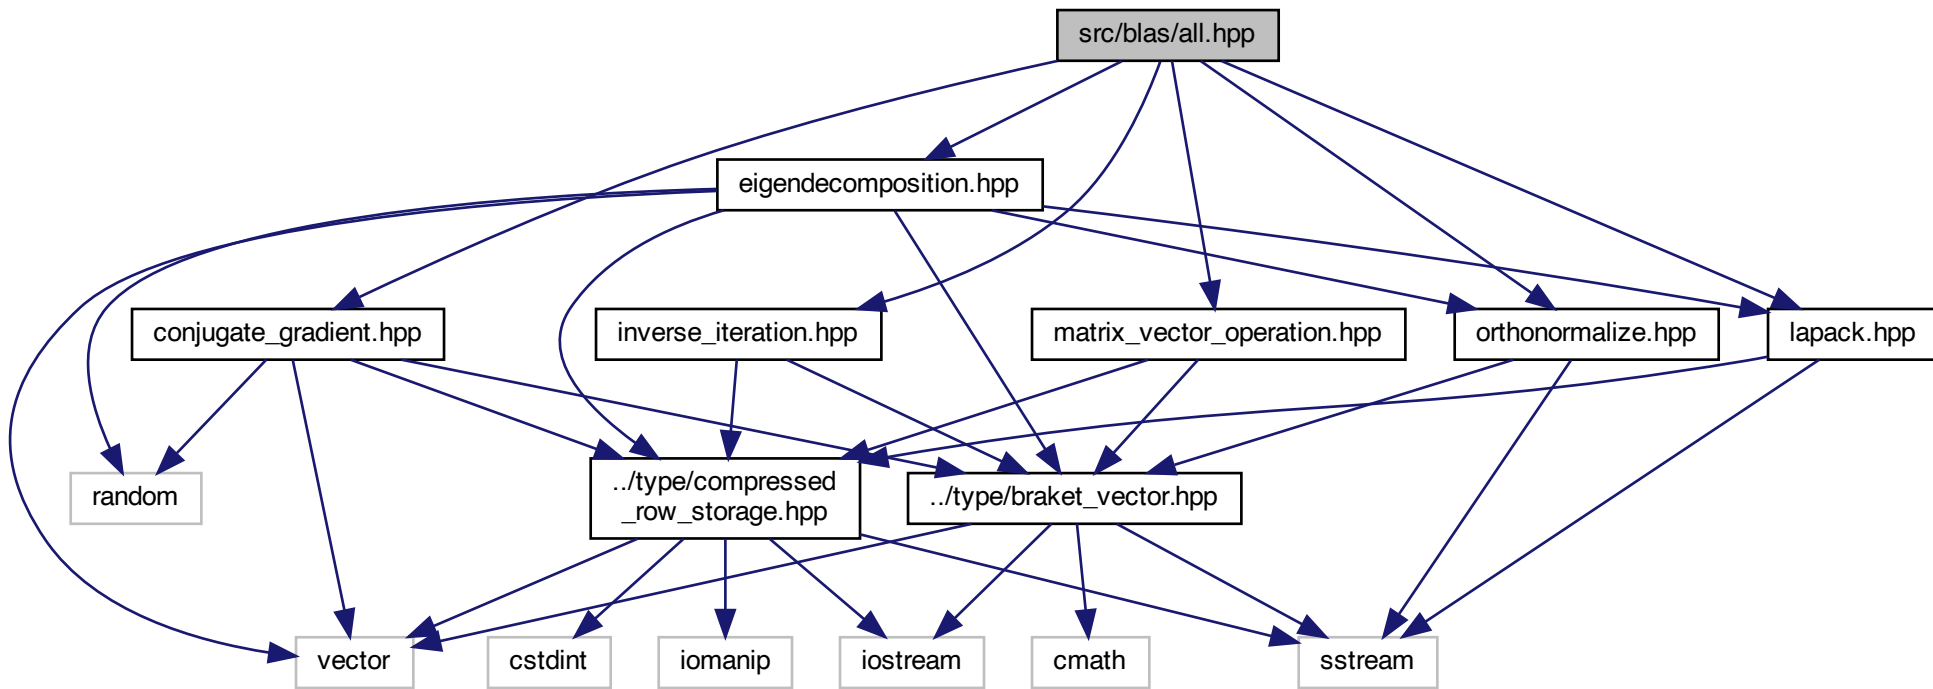 src/blas/all.hpp
eigendecomposition.hpp
conjugate_gradient.hpp
inverse_iteration.hpp
matrix_vector_operation.hpp
orthonormalize.hpp
lapack.hpp
random
../type/compressed
_row_storage.hpp
../type/braket_vector.hpp
vector
cstdint
iomanip
iostream
cmath
sstream